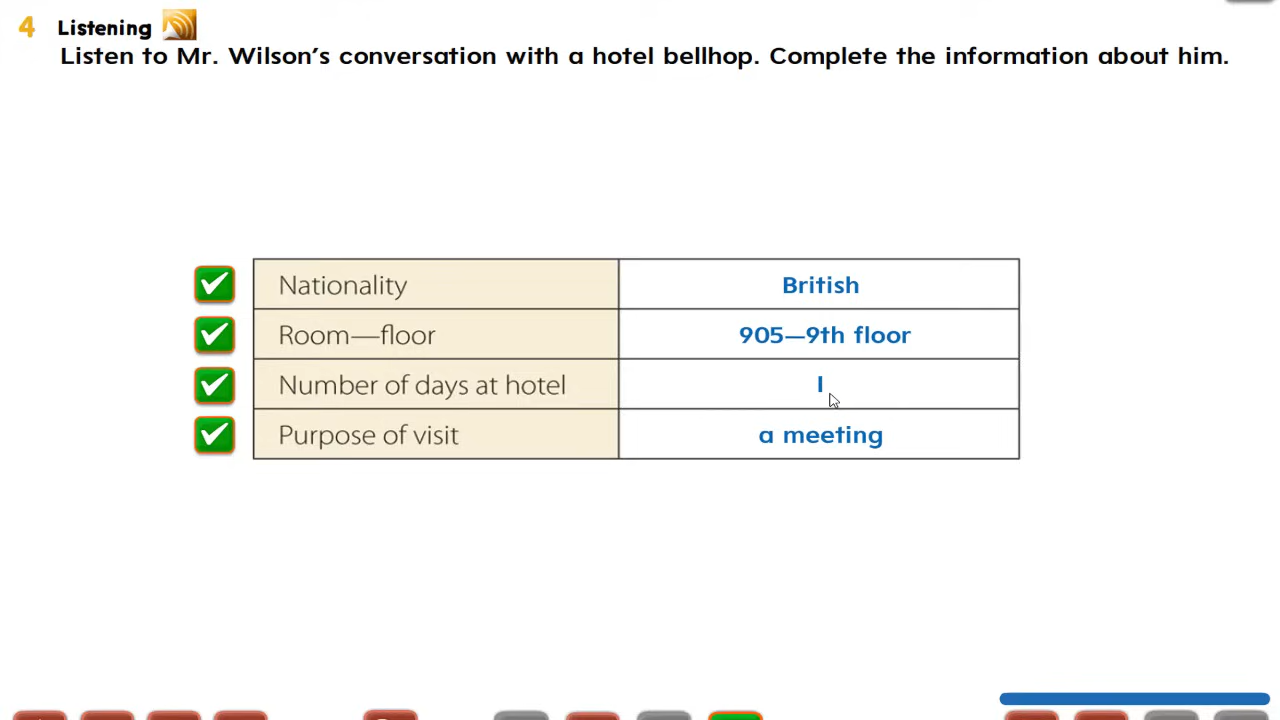 4 Listening
Listen to Mr. Wilson's conversation with a hotel bellhop. Complete the information about him.
Nationality British
Room—floor 905—9th floor
Number of days at hotel 1
Purpose of visit a meeting